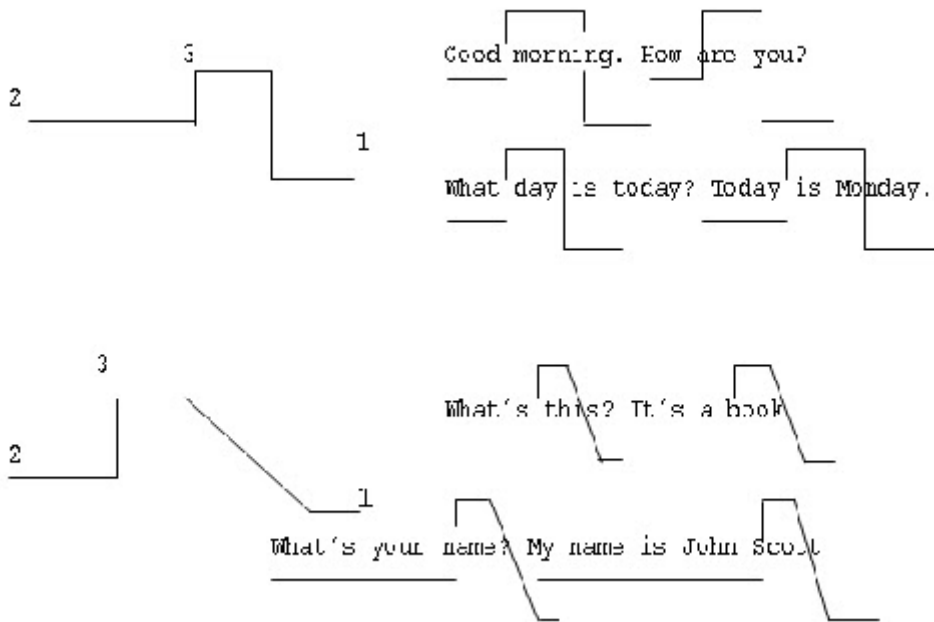 3
Good morning. How are you?
2
1
What day is today? Today is Monday.
3
What's this? It's a book
2
1
What's your name? My name is John Scott